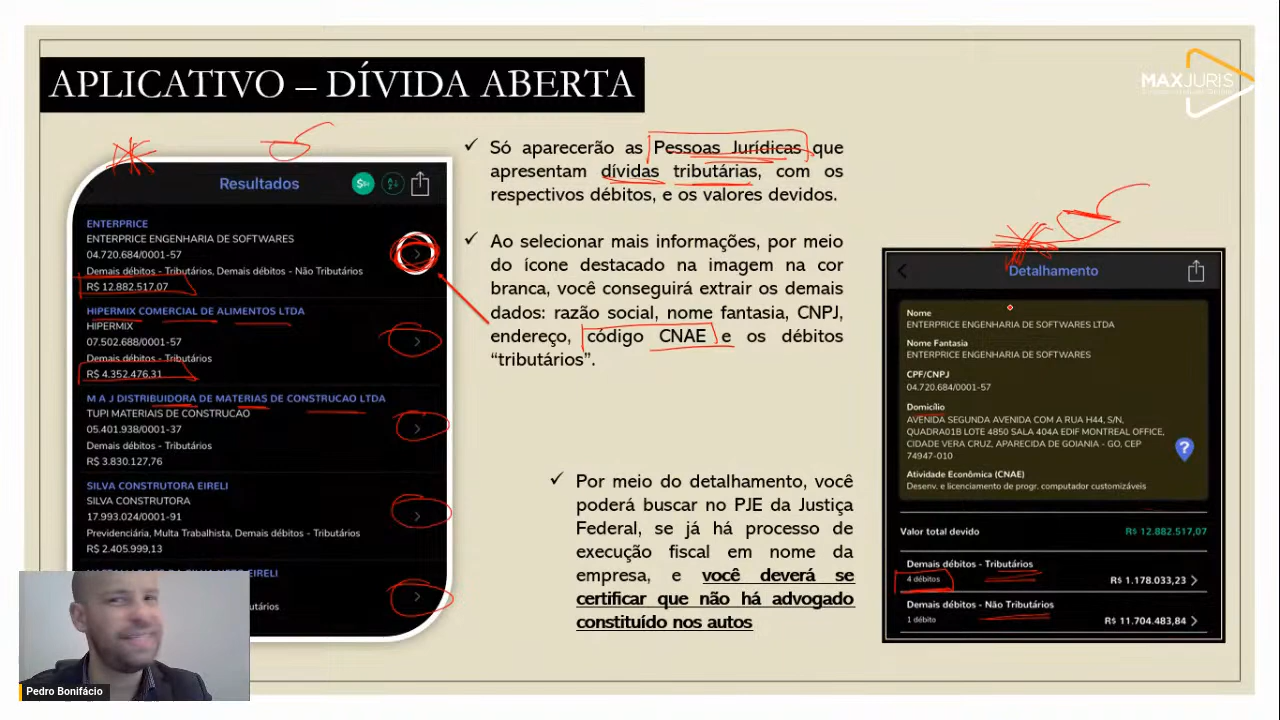 APLICATIVO – DÍVIDA ABERTA
MAXJURIS
Resultados
ENTERPRICE
ENTERPRICE ENGENHARIA DE SOFTWARES
04.720.684/0001-57
Demais débitos - Tributários, Demais débitos - Não Tributários
R$ 12.882.517,07
HIPERMIX COMERCIAL DE ALIMENTOS LTDA
HIPERMIX
07.502.688/0001-57
Demais débitos - Tributários
R$ 4.352.476,31
M A J DISTRIBUIDORA DE MATERIAS DE CONSTRUCAO LTDA
TUPI MATERIAIS DE CONSTRUCAO
05.401.938/0001-37
Demais débitos - Tributários
R$ 3.830.127,76
SILVA CONSTRUTORA EIRELI
SILVA CONSTRUTORA
17.993.024/0001-91
Previdenciária, Multa Trabalhista, Demais débitos - Tributários
R$ 2.405.999,13
EIRELI
Pedro Bonifácio
Só aparecerão as Pessoas Jurídicas que
apresentam dívidas tributárias, com os
respectivos débitos, e os valores devidos.
Ao selecionar mais informações, por meio
do ícone destacado na imagem na cor
branca, você conseguirá extrair os demais
dados: razão social, nome fantasia, CNPJ,
endereço, código CNAE e os débitos
“tributários”.
Por meio do detalhamento, você
poderá buscar no PJE da Justiça
Federal, se já há processo de
execução fiscal em nome da
empresa, e você deverá se
certificar que não há advogado
constituído nos autos
Detalhamento
Nome
ENTERPRICE ENGENHARIA DE SOFTWARES LTDA
Nome Fantasia
ENTERPRICE ENGENHARIA DE SOFTWARES
CPF/CNPJ
04.720.684/0001-57
Domicílio
AVENIDA SEGUNDA AVENIDA COM A RUA H44, S/N,
QUADRA01B LOTE 4850 SALA 404A EDIF MONTREAL OFFICE,
CIDADE VERA CRUZ, APARECIDA DE GOIANIA - GO, CEP
74947-010
?
Atividade Econômica (CNAE)
Desenv. e licenciamento de progr. computador customizáveis
Valor total devido R$ 12.882.517,07
Demais débitos - Tributários
4 débitos R$ 1.178.033,23
Demais débitos - Não Tributários
1 débito R$ 11.704.483,84